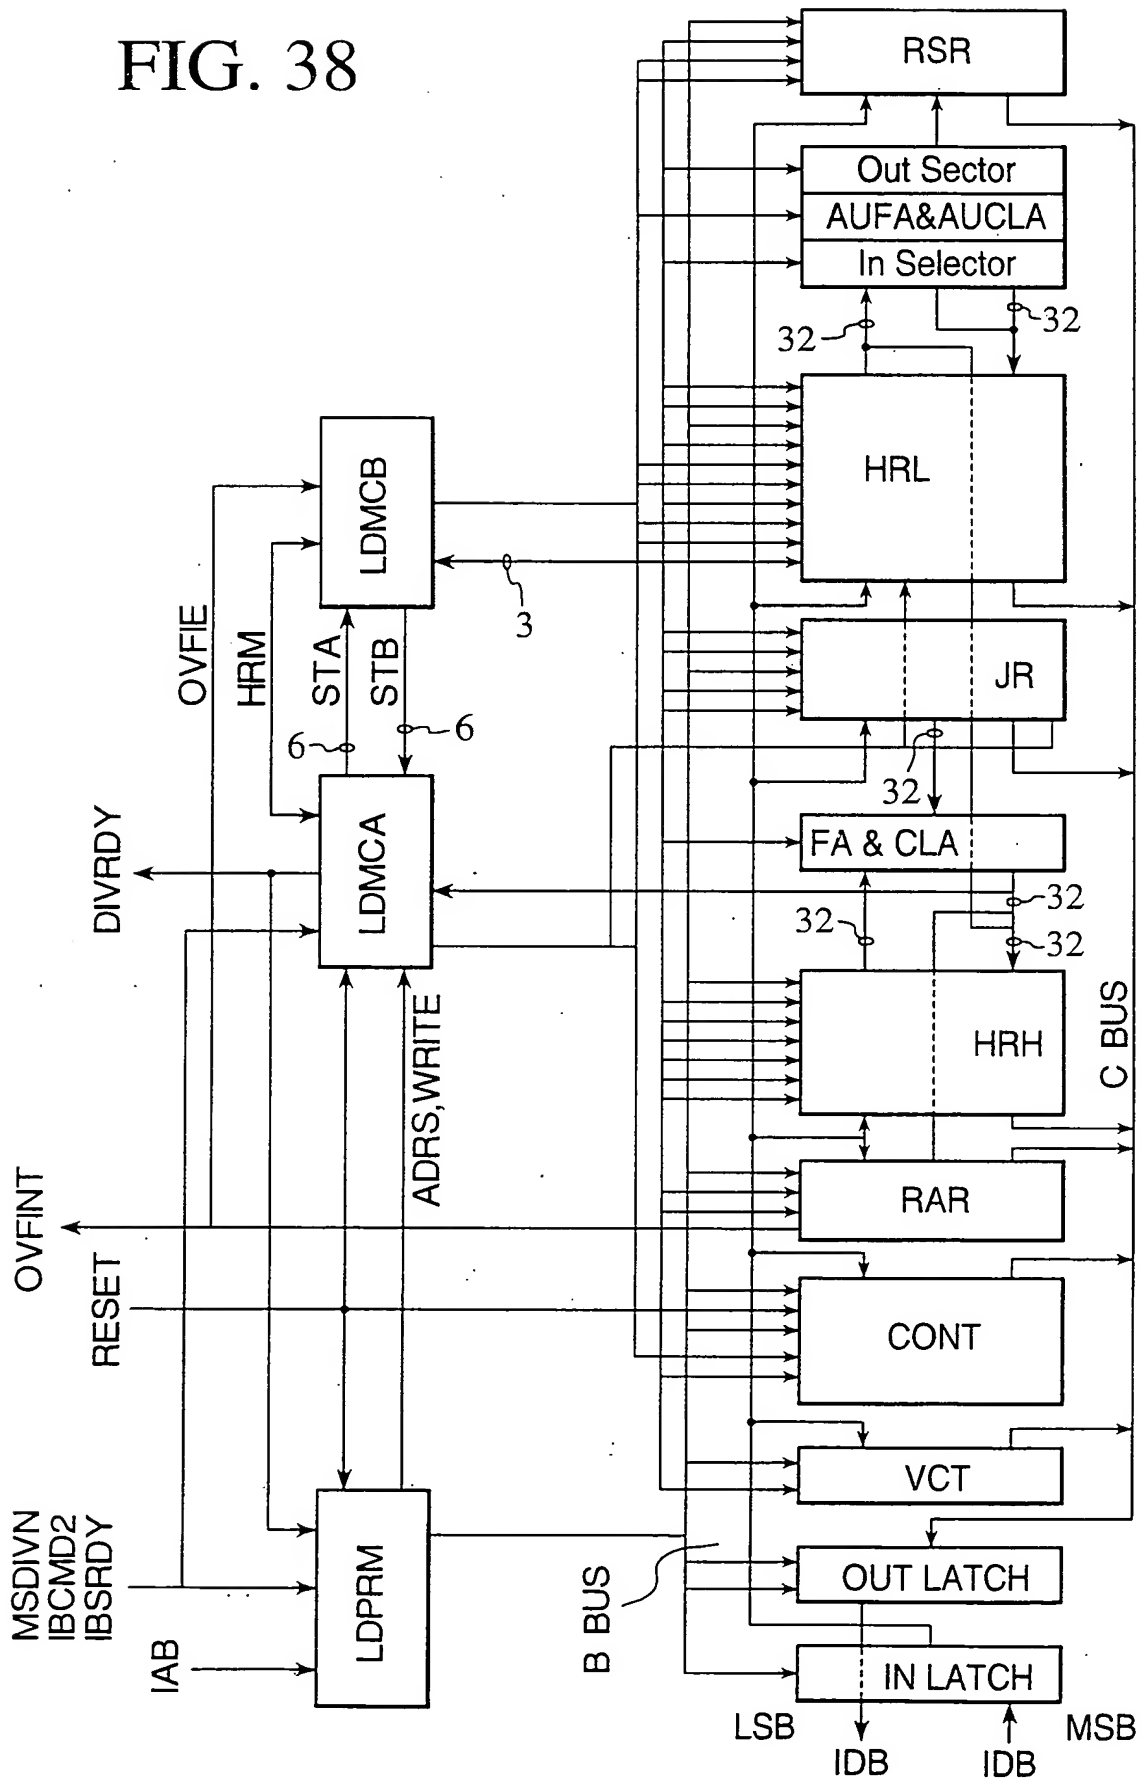 FIG. 38
RSR
Out Sector
AUFA&AUCLA
In Selector
32
32
HRL
LDMCB
3
OVFIE
HRM
STA
STB
6
6
JR
32
DIVRDY
LDMCA
FA & CLA
32
32
32
HRH
C BUS
ADRS,WRITE
OVFINT
RESET
RAR
CONT
VCT
MSDIVN
IBCMD2
IBSRDY
IAB
LDPRM
B BUS
OUT LATCH
IN LATCH
LSB
MSB
IDB
IDB